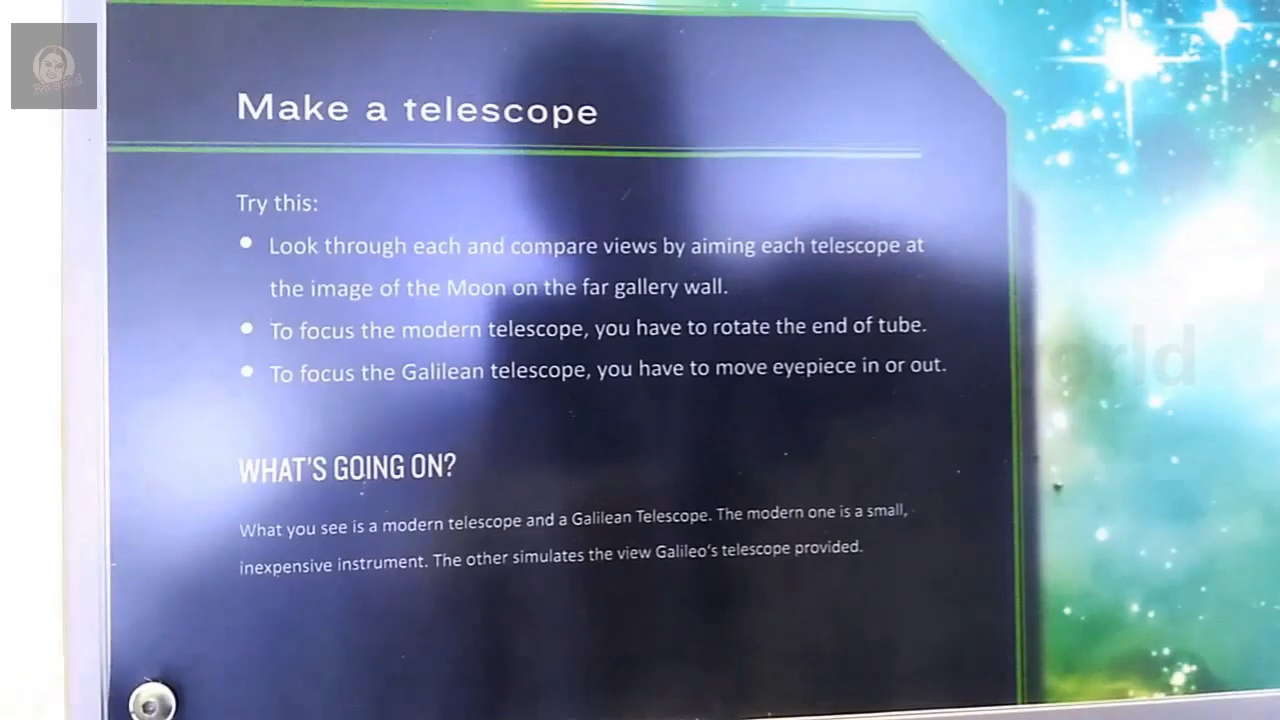 Make a telescope
Try this:
• Look through each and compare views by aiming each telescope at
the image of the Moon on the far gallery wall.
• To focus the modern telescope, you have to rotate the end of tube.
• To focus the Galilean telescope, you have to move eyepiece in or out.
WHAT'S GOING ON?
What you see is a modern telescope and a Galilean Telescope. The modern one is a small,
inexpensive instrument. The other simulates the view Galileo's telescope provided.